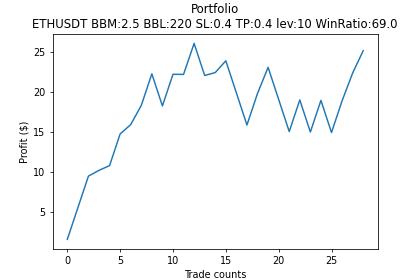 Portfolio
ETHUSDT BBM:2.5 BBL:220 SL:0.4 TP:0.4 lev:10 WinRatio:69.0
25
20
15
10
5
Profit ($)
0 5 10 15 20 25
Trade counts